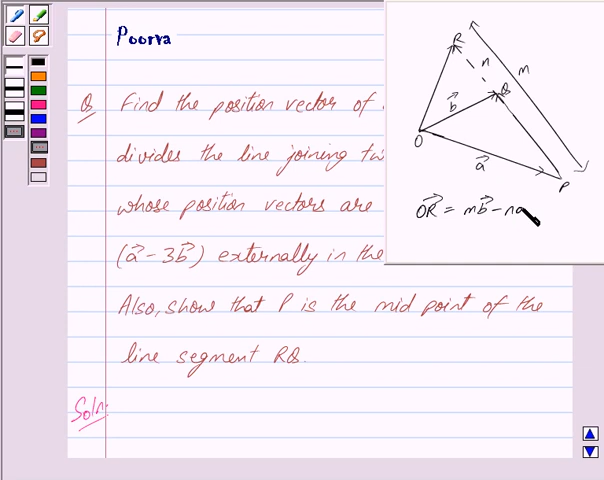 Poorva
Q Find the position vector of
divides the line joining
whose position vectors are
(a⃗ - 3b⃗) externally in the
Also, show that P is the mid point of the
line segment RQ.
Soln:
R
n
m
Q
b⃗
O
a⃗
P
OR⃗ = mb⃗ - na